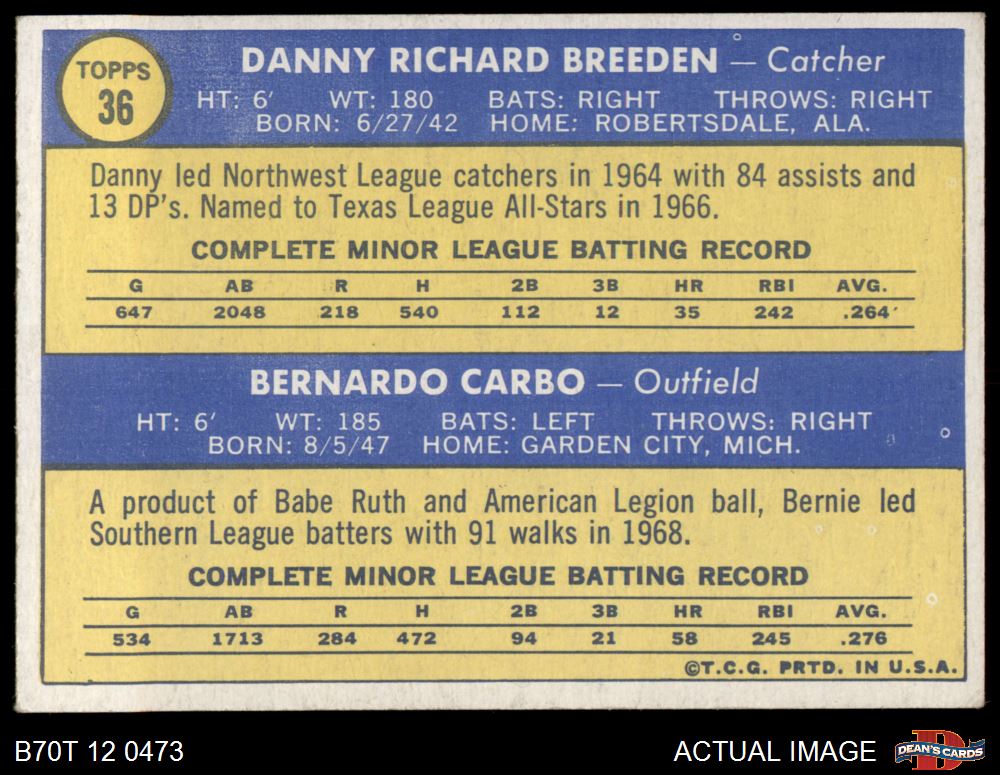 TOPPS
36
DANNY RICHARD BREEDEN — Catcher
HT: 6' WT: 180 BATS: RIGHT THROWS: RIGHT
BORN: 6/27/42 HOME: ROBERTSDALE, ALA.
Danny led Northwest League catchers in 1964 with 84 assists and
13 DP's. Named to Texas League All-Stars in 1966.
COMPLETE MINOR LEAGUE BATTING RECORD
G AB R H 2B 3B HR RBI AVG.
647 2048 218 540 112 12 35 242 .264
BERNARDO CARBO — Outfield
HT: 6' WT: 185 BATS: LEFT THROWS: RIGHT
BORN: 8/5/47 HOME: GARDEN CITY, MICH.
A product of Babe Ruth and American Legion ball, Bernie led
Southern League batters with 91 walks in 1968.
COMPLETE MINOR LEAGUE BATTING RECORD
G AB R H 2B 3B HR RBI AVG.
534 1713 284 472 94 21 58 245 .276
©T.C.G. PRTD. IN U.S.A.
B70T 12 0473 ACTUAL IMAGE
D
DEAN'S CARDS